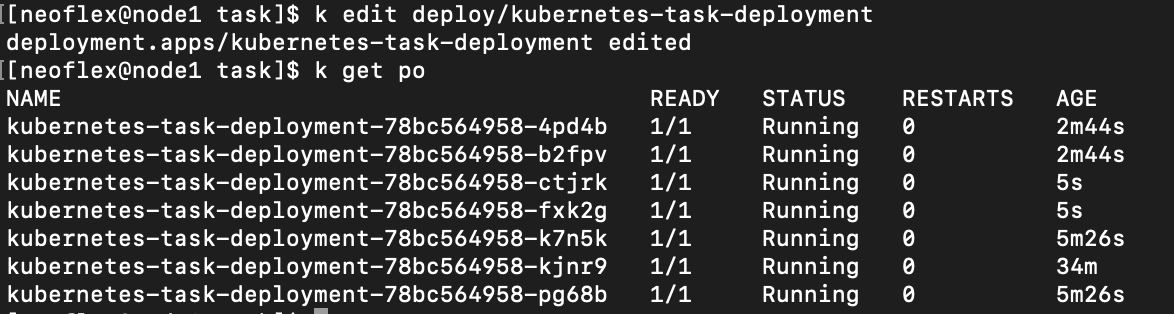 [[neoflex@node1 task]$ k edit deploy/kubernetes-task-deployment
deployment.apps/kubernetes-task-deployment edited
[[neoflex@node1 task]$ k get po
NAME READY STATUS RESTARTS AGE
kubernetes-task-deployment-78bc564958-4pd4b 1/1 Running 0 2m44s
kubernetes-task-deployment-78bc564958-b2fpv 1/1 Running 0 2m44s
kubernetes-task-deployment-78bc564958-ctjrk 1/1 Running 0 5s
kubernetes-task-deployment-78bc564958-fxk2g 1/1 Running 0 5s
kubernetes-task-deployment-78bc564958-k7n5k 1/1 Running 0 5m26s
kubernetes-task-deployment-78bc564958-kjnr9 1/1 Running 0 34m
kubernetes-task-deployment-78bc564958-pg68b 1/1 Running 0 5m26s